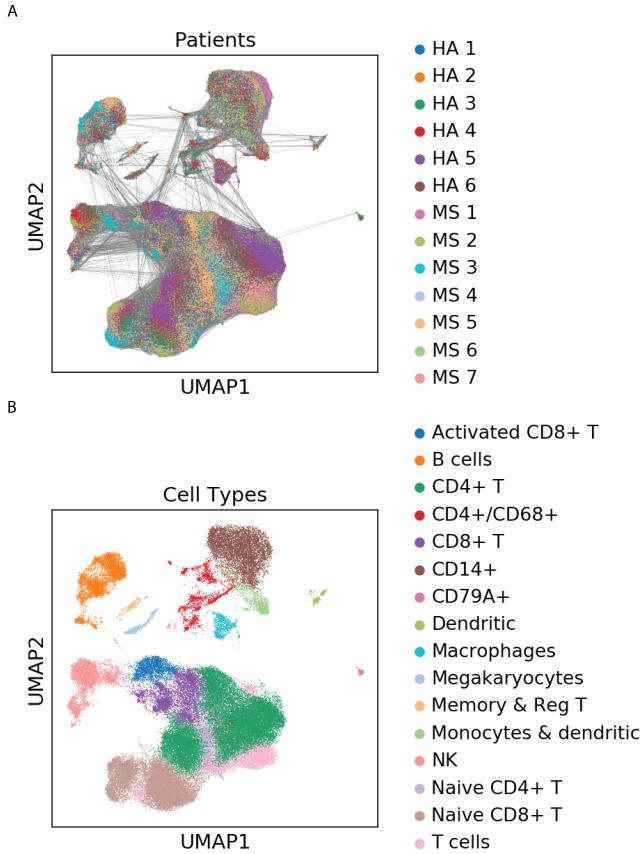 A
Patients
UMAP2
UMAP1
HA 1
HA 2
HA 3
HA 4
HA 5
HA 6
MS 1
MS 2
MS 3
MS 4
MS 5
MS 6
MS 7
B
Cell Types
UMAP2
UMAP1
Activated CD8+ T
B cells
CD4+ T
CD4+/CD68+
CD8+ T
CD14+
CD79A+
Dendritic
Macrophages
Megakaryocytes
Memory & Reg T
Monocytes & dendritic
NK
Naive CD4+ T
Naive CD8+ T
T cells